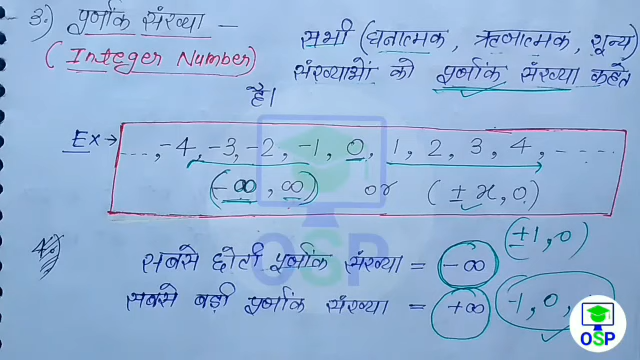 3.) पूर्णांक संख्या -
(Integer Number)
सभी (धनात्मक, ऋणात्मक, शून्य)
संख्याओं को पूर्णांक संख्या कहते
है।
Ex → ...., -4, -3, -2, -1, 0, 1, 2, 3, 4, ....
(-∞, ∞) or (±x, 0)
(±1, 0)
4.)
सबसे छोटी पूर्णांक संख्या = -∞
सबसे बड़ी पूर्णांक संख्या = +∞
-1, 0,
OSP
OSP